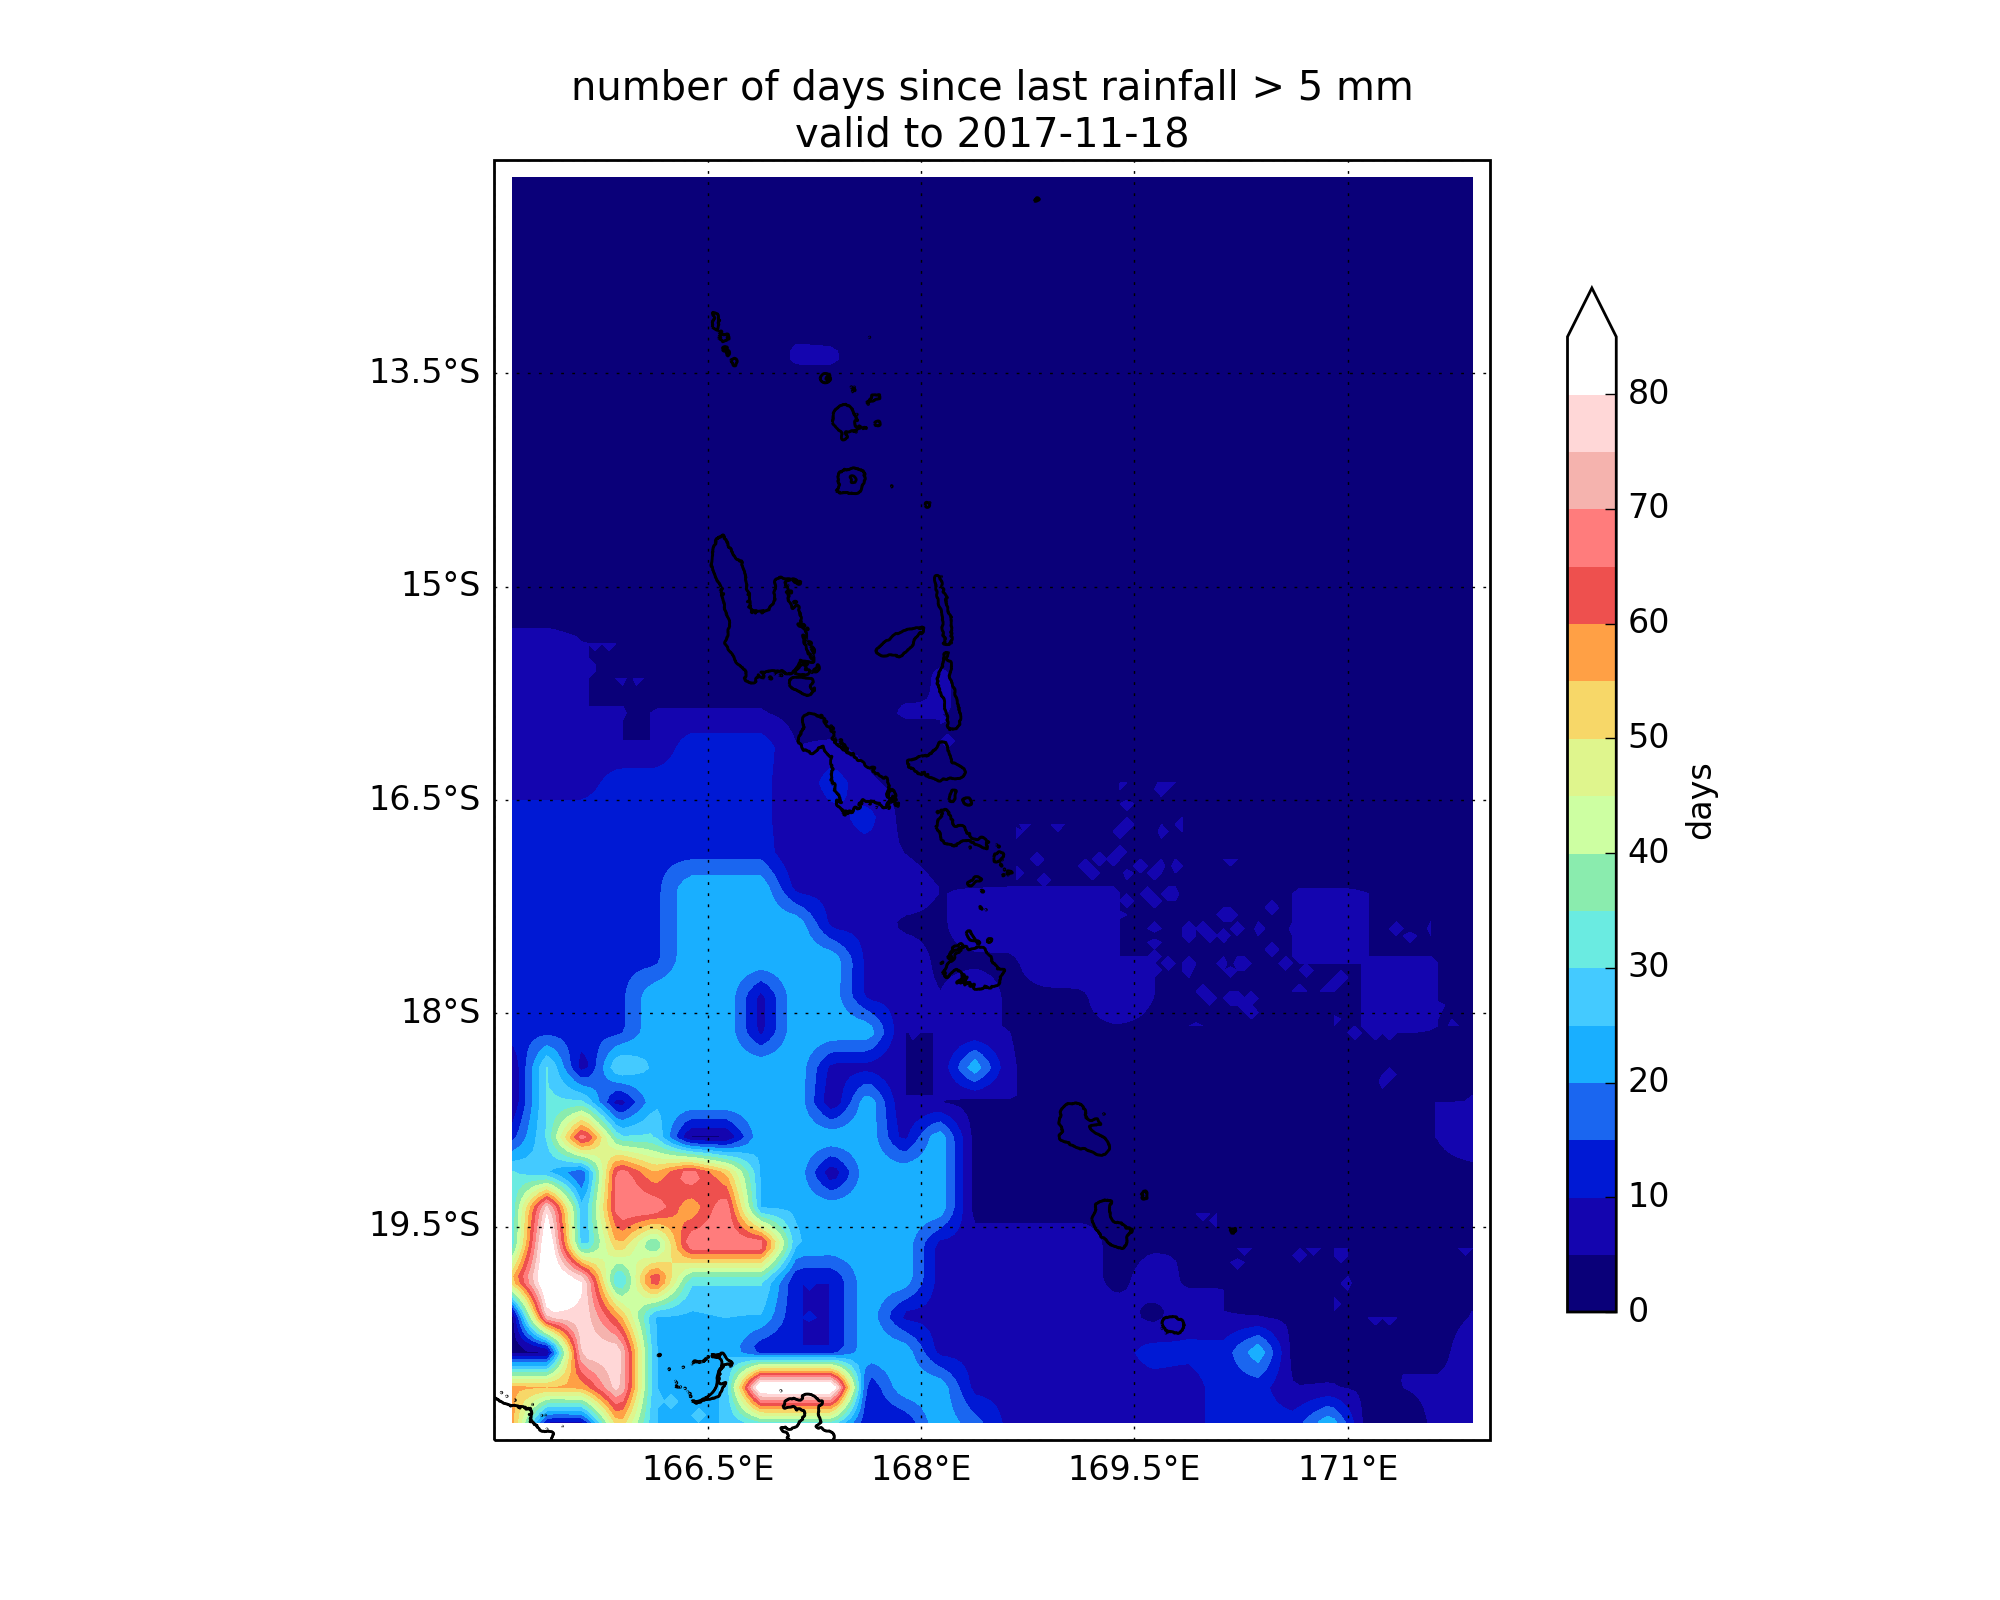 number of days since last rainfall > 5 mm
valid to 2017-11-18
13.5°S
15°S
16.5°S
18°S
19.5°S
166.5°E
168°E
169.5°E
171°E
80
70
60
50
40
30
20
10
0
days